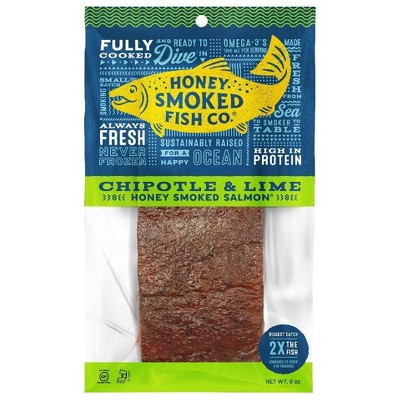 FULLY
COOKED
AND READY TO
Dive
IN
OMEGA-3'S
MADE
FRESH
SMALL
BATCH
HONEY
SMOKED
FISH CO.®
ALWAYS
FRESH
NEVER
FROZEN
SUSTAINABLY RAISED
FOR A
HAPPY
OCEAN
Sea
TO SMOKER TO
TABLE
HIGH IN
PROTEIN
CHIPOTLE & LIME
HONEY SMOKED SALMON®
BIGGEST CATCH
2X THE
FISH
NET WT. 8 oz